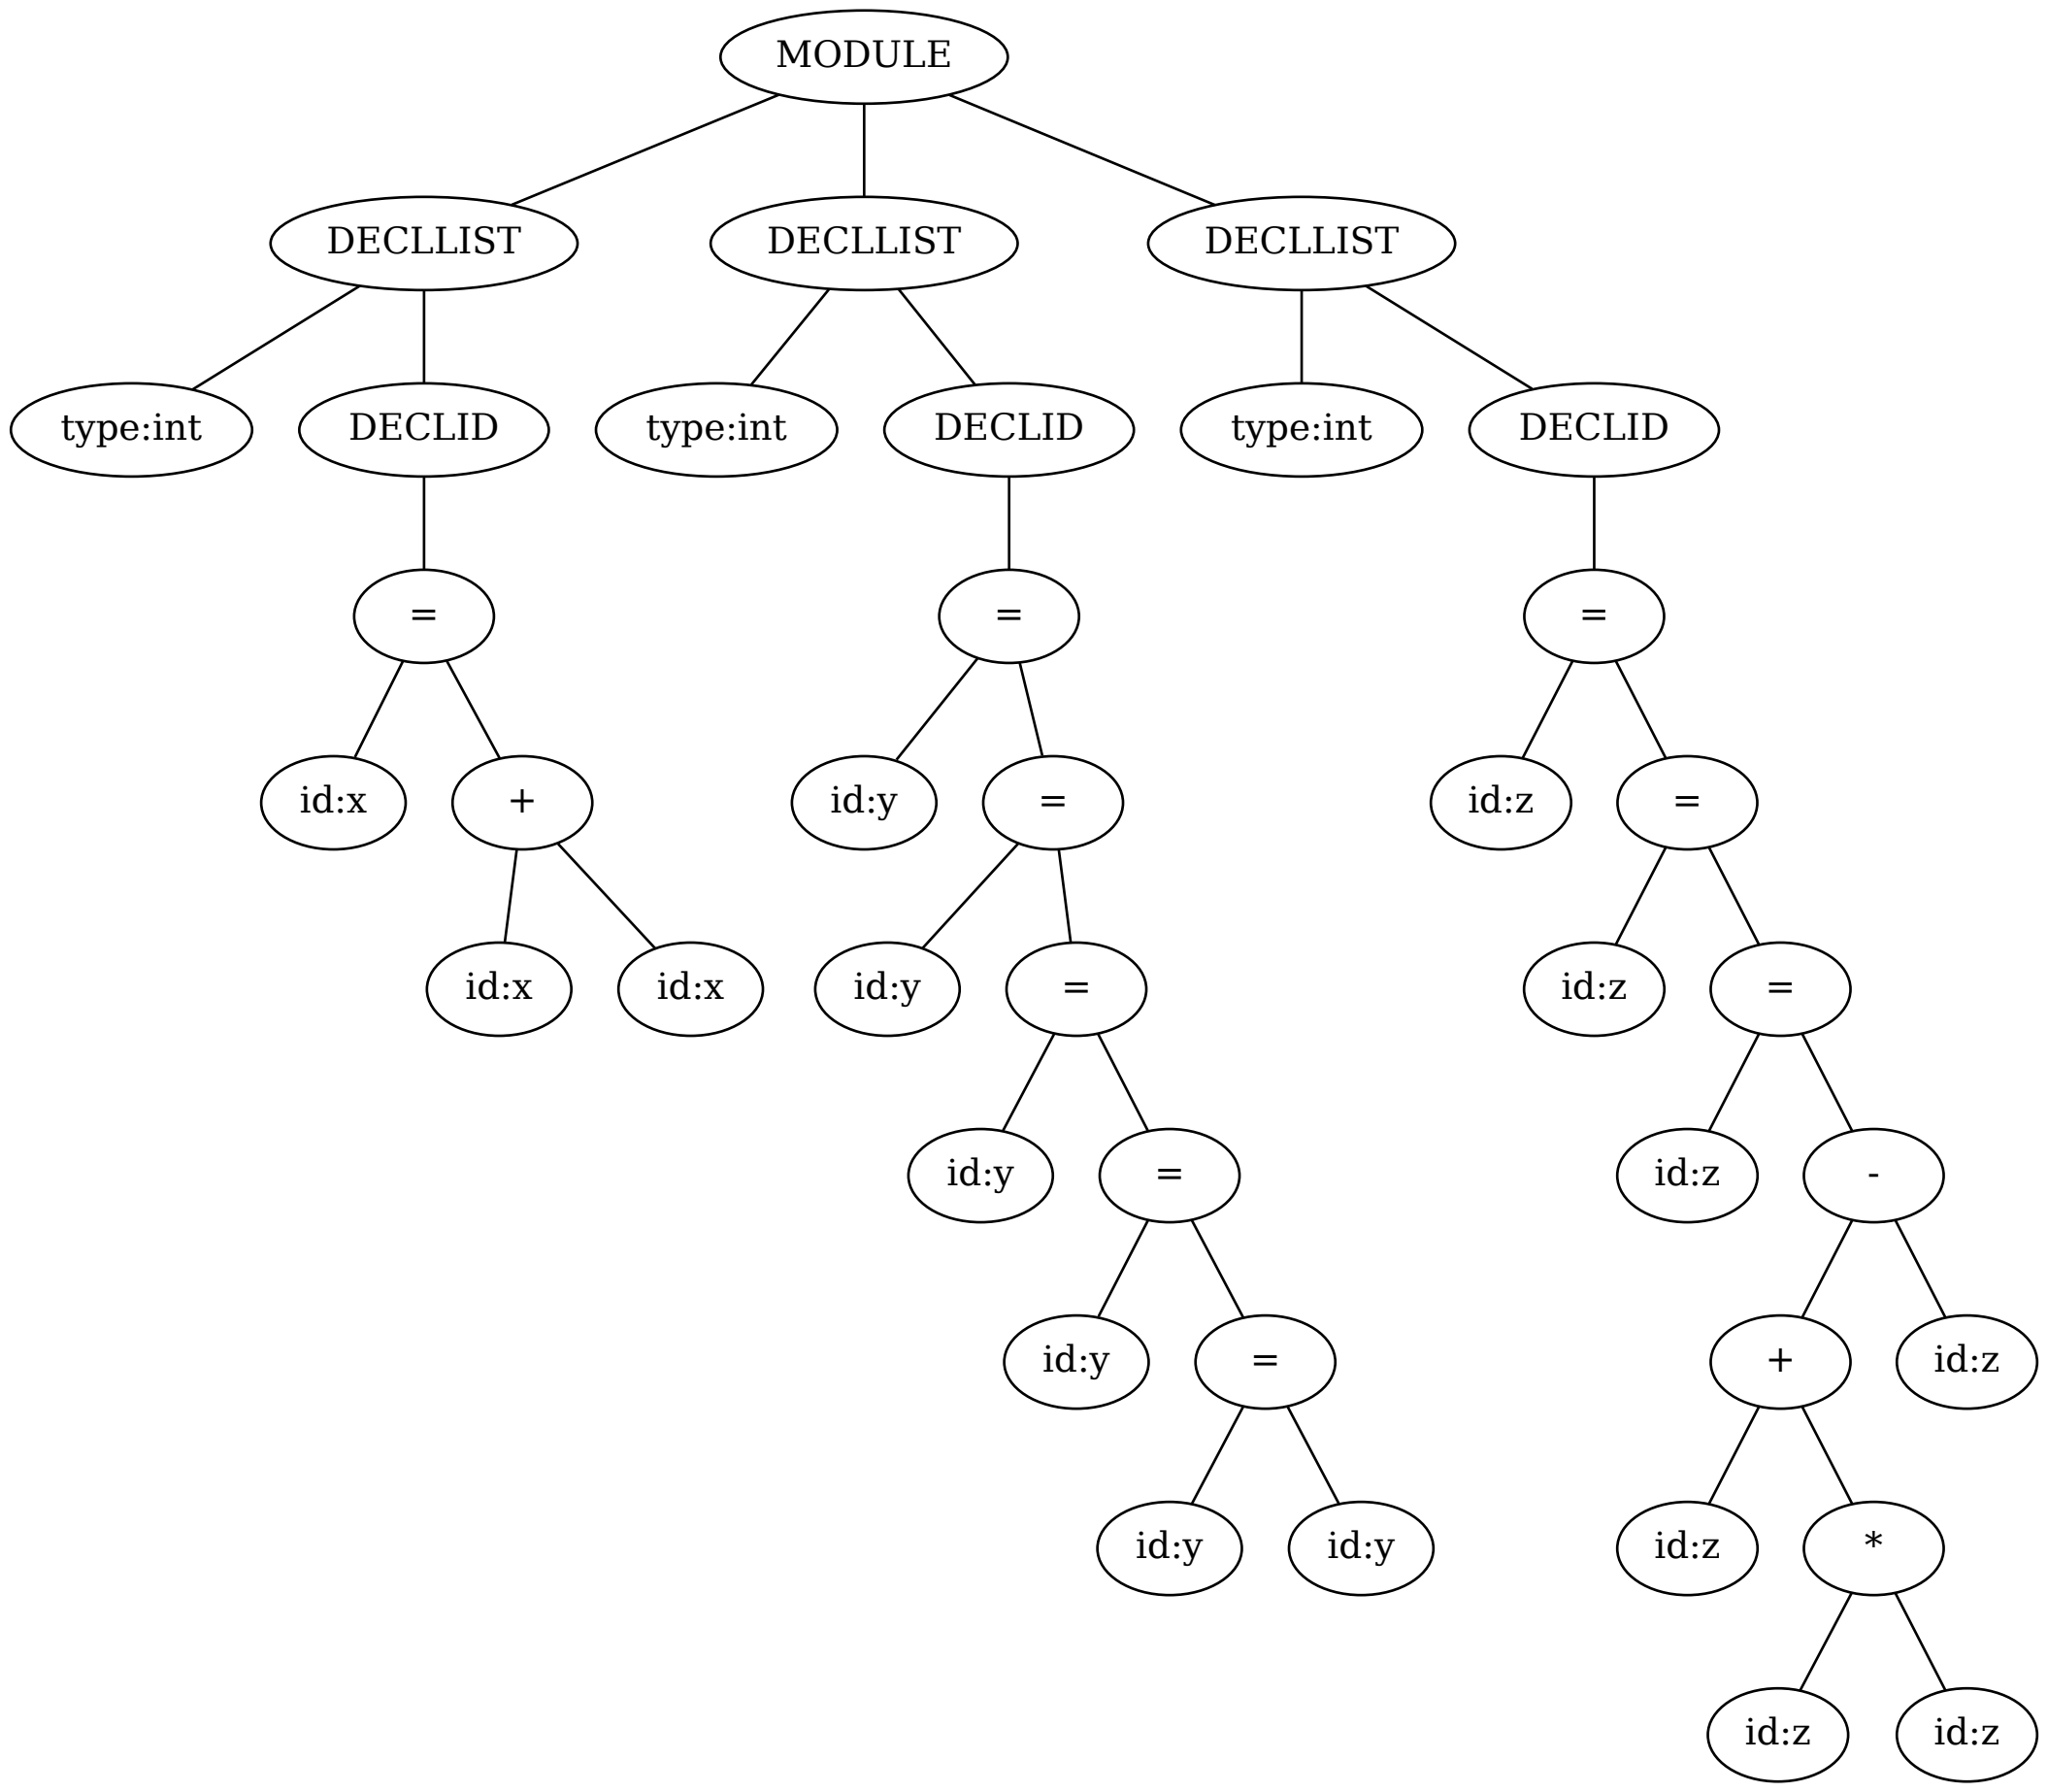 MODULE
DECLLIST DECLLIST DECLLIST
type:int DECLID type:int DECLID type:int DECLID
= = =
id:x + id:y = id:z =
id:x id:x id:y = id:z =
id:y = id:z -
id:y = + id:z
id:y id:y id:z *
id:z id:z